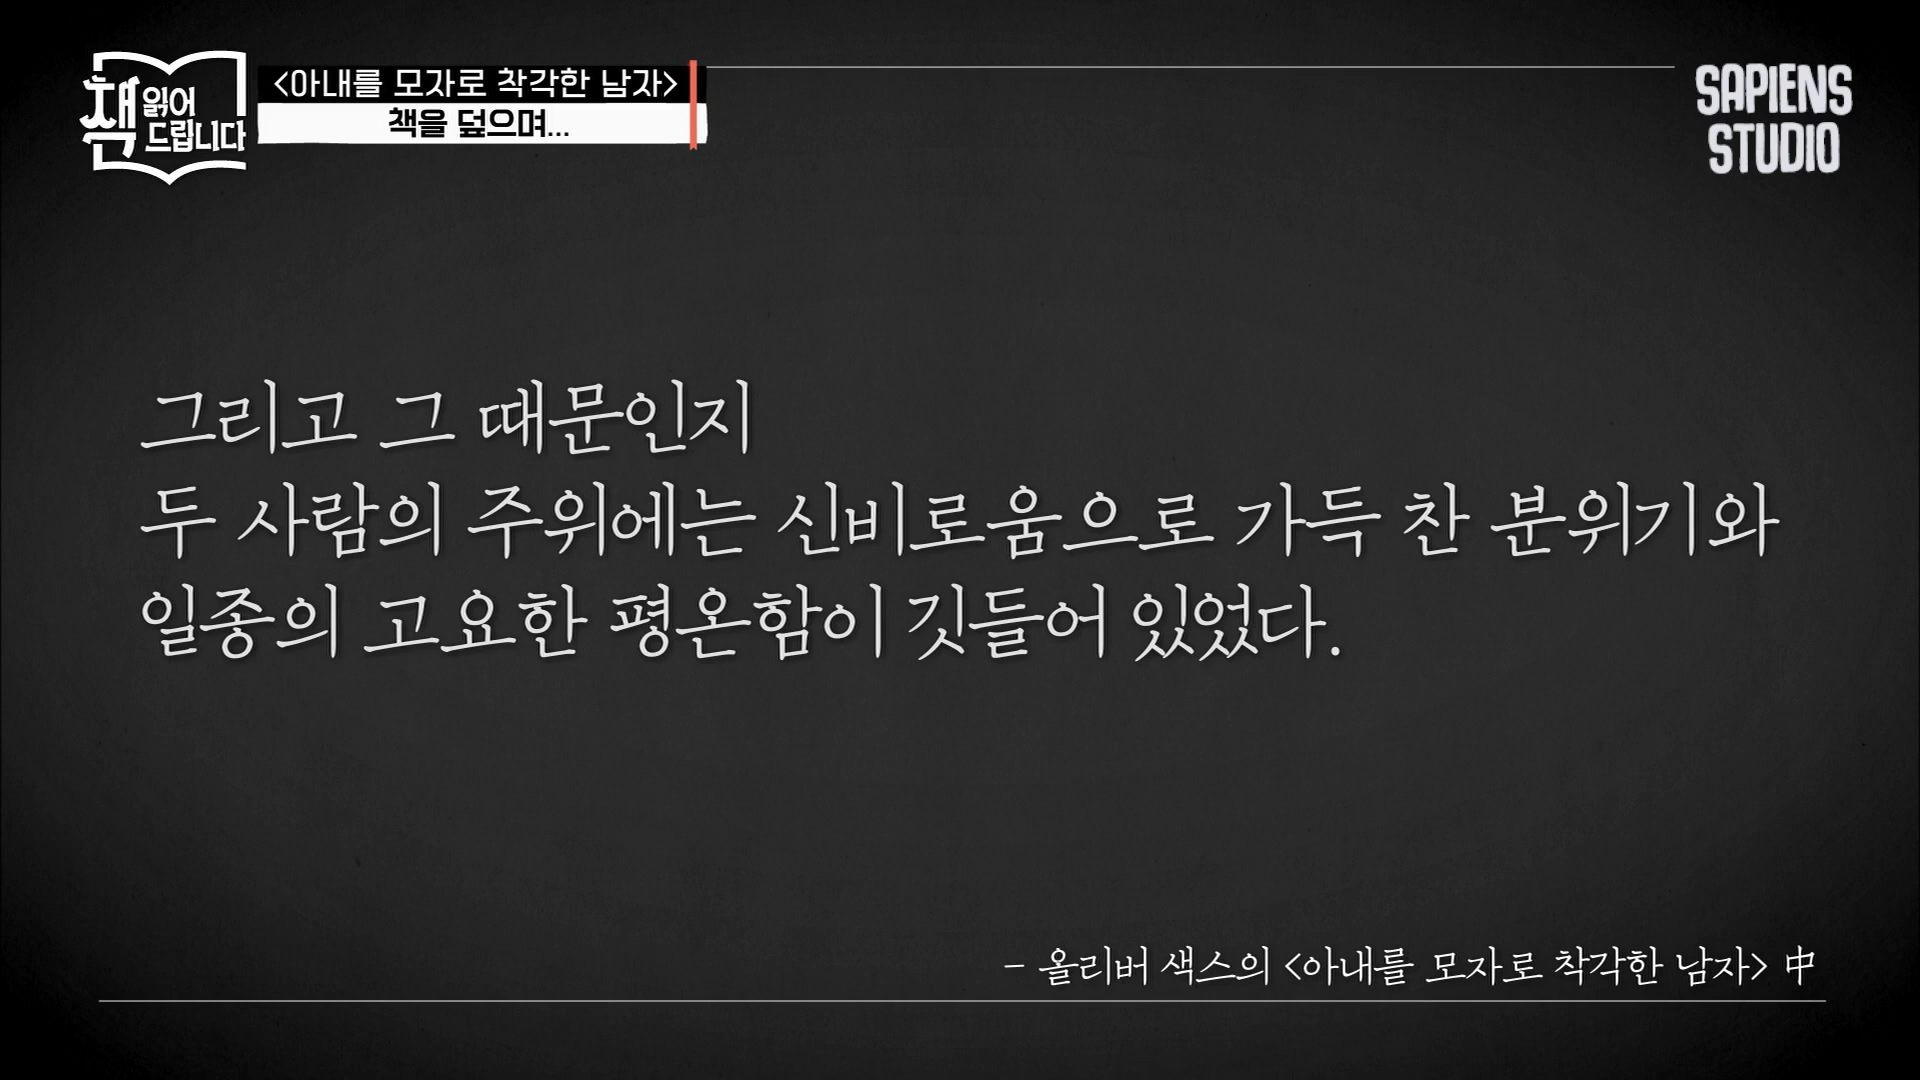 책 읽어
드립니다
<아내를 모자로 착각한 남자>
책을 덮으며...
SAPIENS
STUDIO
그리고 그 때문인지
두 사람의 주위에는 신비로움으로 가득 찬 분위기와
일종의 고요한 평온함이 깃들어 있었다.
- 올리버 색스의 <아내를 모자로 착각한 남자> 中